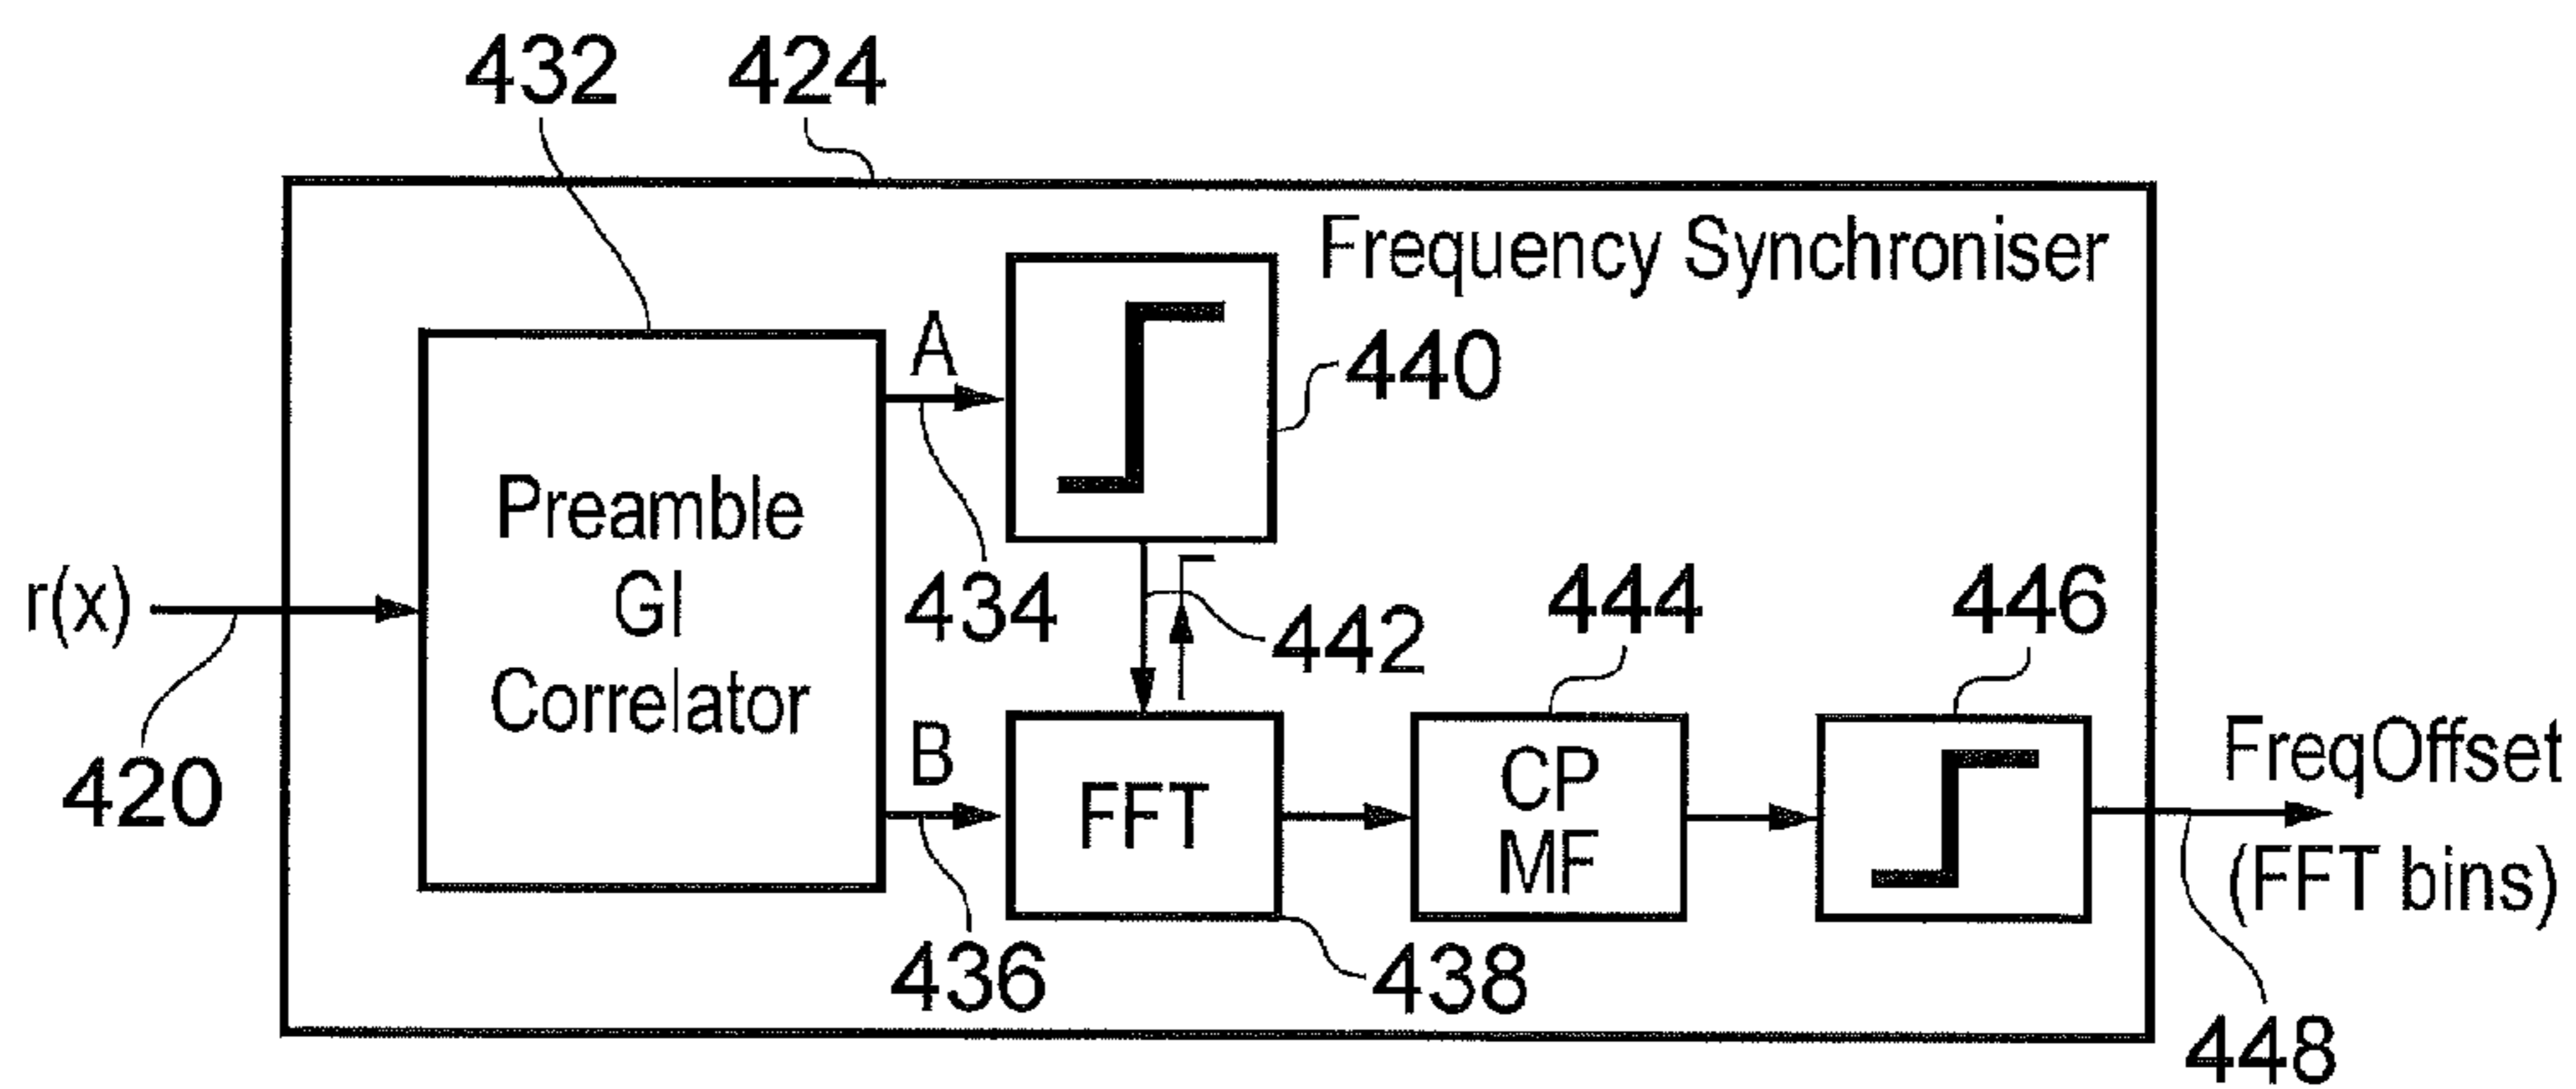 432
424
Frequency Synchroniser
A
440
Preamble
GI
Correlator
434
r(x)
420
442
444
446
B
FFT
CP
MF
FreqOffset
(FFT bins)
436
438
448